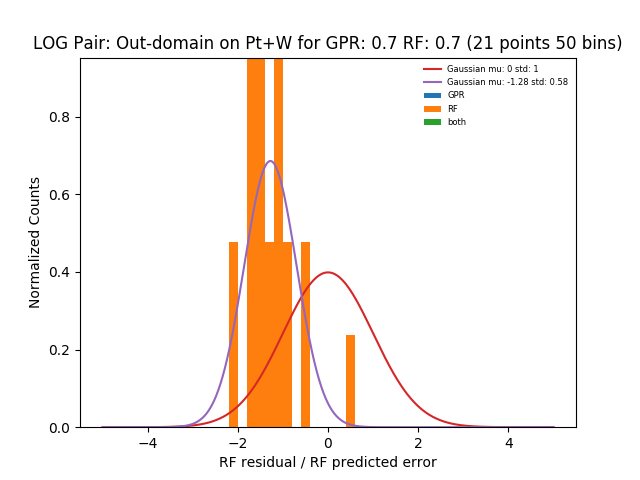 LOG Pair: Out-domain on Pt+W for GPR: 0.7 RF: 0.7 (21 points 50 bins)
Gaussian mu: 0 std: 1
Gaussian mu: -1.28 std: 0.58
GPR
RF
both
Normalized Counts
0.8
0.6
0.4
0.2
0.0
−4 −2 0 2 4
RF residual / RF predicted error